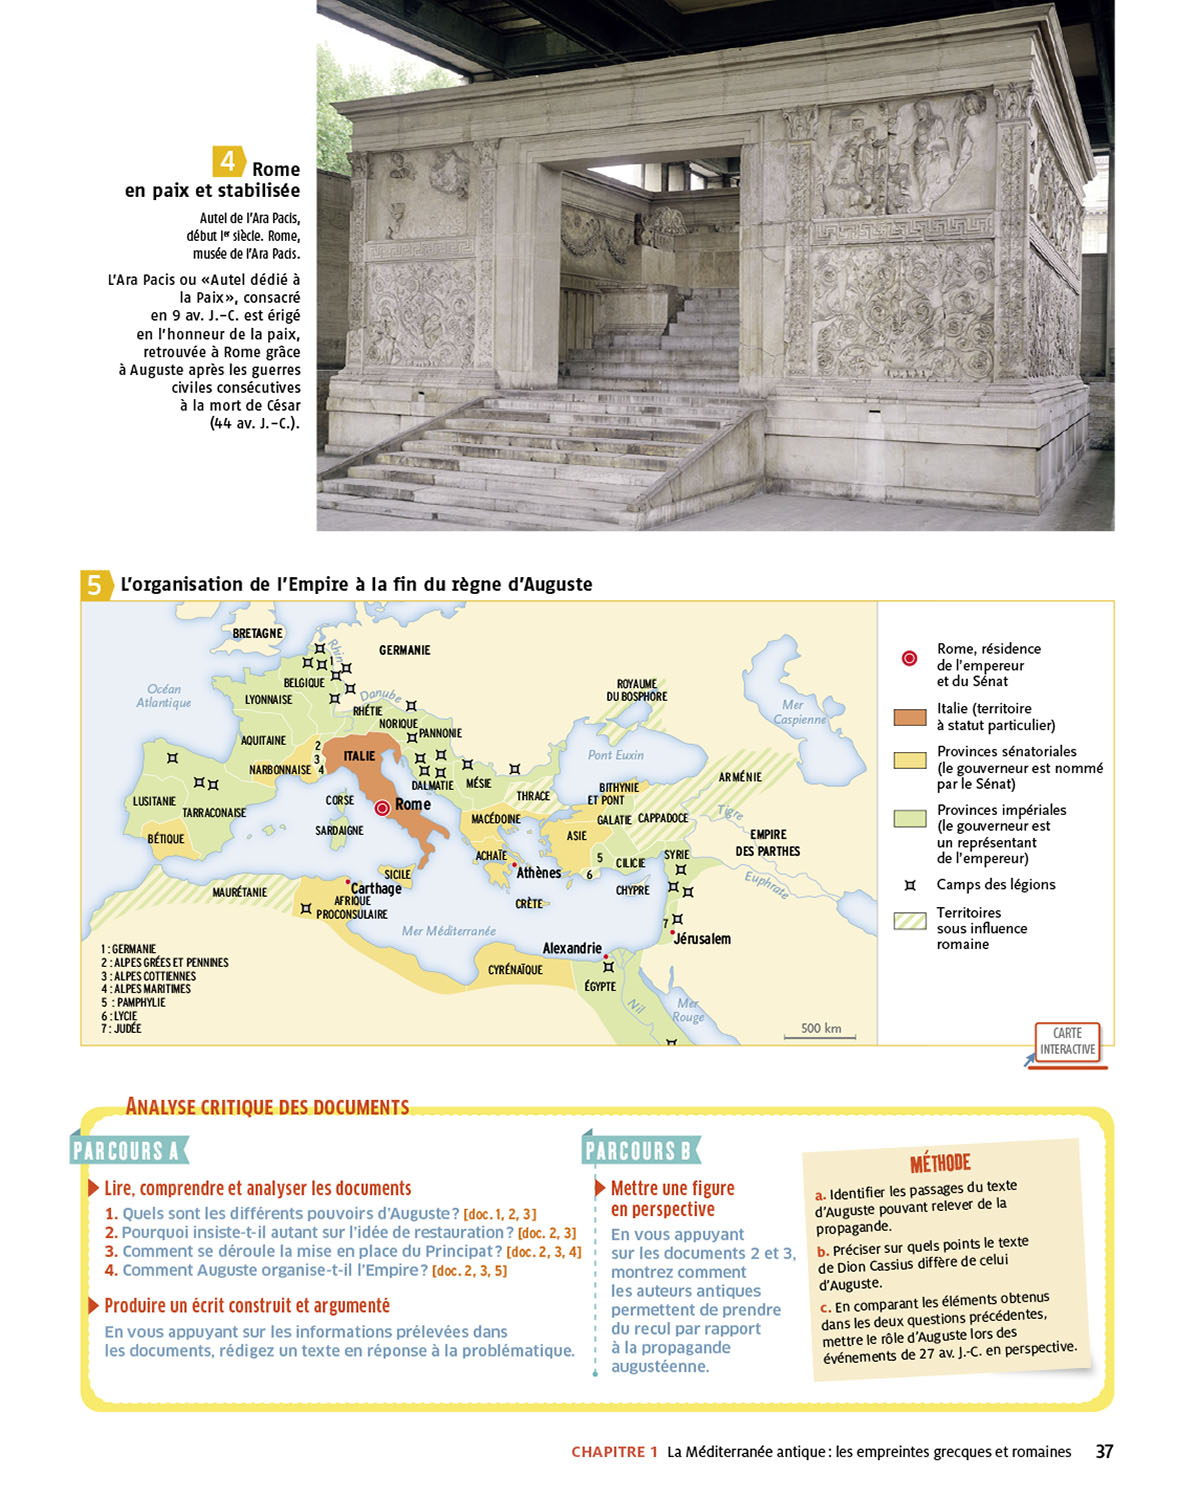 4 Rome
en paix et stabilisée
Autel de l'Ara Pacis,
début Ier siècle. Rome,
musée de l'Ara Pacis.
L'Ara Pacis ou «Autel dédié à
la Paix», consacré
en 9 av. J.-C. est érigé
en l'honneur de la paix,
retrouvée à Rome grâce
à Auguste après les guerres
civiles consécutives
à la mort de César
(44 av. J.-C.).
5 L'organisation de l'Empire à la fin du règne d'Auguste
BRETAGNE
GERMANIE
Rhin
1
BELGIQUE
Océan
Atlantique
LYONNAISE
Danube
RHÉTIE
NORIQUE
PANNONIE
ROYAUME
DU BOSPHORE
Mer
Caspienne
AQUITAINE
2
3
4
ITALIE
NARBONNAISE
Pont Euxin
ARMÉNIE
DALMATIE
MÉSIE
THRACE
BITHYNIE
ET PONT
LUSITANIE
TARRACONAISE
CORSE
Rome
MACÉDOINE
GALATIE
CAPPADOCE
Tigre
BÉTIQUE
SARDAIGNE
ASIE
EMPIRE
DES PARTHES
ACHAÏE
5
6
CILICIE
SYRIE
SICILE
Athènes
Euphrate
MAURÉTANIE
Carthage
AFRIQUE
PROCONSULAIRE
CRÈTE
CHYPRE
Mer Méditerranée
7
Jérusalem
Alexandrie
CYRÉNAÏQUE
ÉGYPTE
Nil
Mer
Rouge
1 : GERMANIE
2 : ALPES GRÉES ET PENNINES
3 : ALPES COTTIENNES
4 : ALPES MARITIMES
5 : PAMPHYLIE
6 : LYCIE
7 : JUDÉE
500 km
Rome, résidence
de l'empereur
et du Sénat
Italie (territoire
à statut particulier)
Provinces sénatoriales
(le gouverneur est nommé
par le Sénat)
Provinces impériales
(le gouverneur est
un représentant
de l'empereur)
Camps des légions
Territoires
sous influence
romaine
CARTE
INTERACTIVE
ANALYSE CRITIQUE DES DOCUMENTS
PARCOURS A
Lire, comprendre et analyser les documents
1. Quels sont les différents pouvoirs d'Auguste ? [doc. 1, 2, 3]
2. Pourquoi insiste-t-il autant sur l'idée de restauration ? [doc. 2, 3]
3. Comment se déroule la mise en place du Principat ? [doc. 2, 3, 4]
4. Comment Auguste organise-t-il l'Empire ? [doc. 2, 3, 5]
Produire un écrit construit et argumenté
En vous appuyant sur les informations prélevées dans
les documents, rédigez un texte en réponse à la problématique.
PARCOURS B
Mettre une figure
en perspective
En vous appuyant
sur les documents 2 et 3,
montrez comment
les auteurs antiques
permettent de prendre
du recul par rapport
à la propagande
augustéenne.
MÉTHODE
a. Identifier les passages du texte
d'Auguste pouvant relever de la
propagande.
b. Préciser sur quels points le texte
de Dion Cassius diffère de celui
d'Auguste.
c. En comparant les éléments obtenus
dans les deux questions précédentes,
mettre le rôle d'Auguste lors des
événements de 27 av. J.-C. en perspective.
CHAPITRE 1 La Méditerranée antique : les empreintes grecques et romaines 37